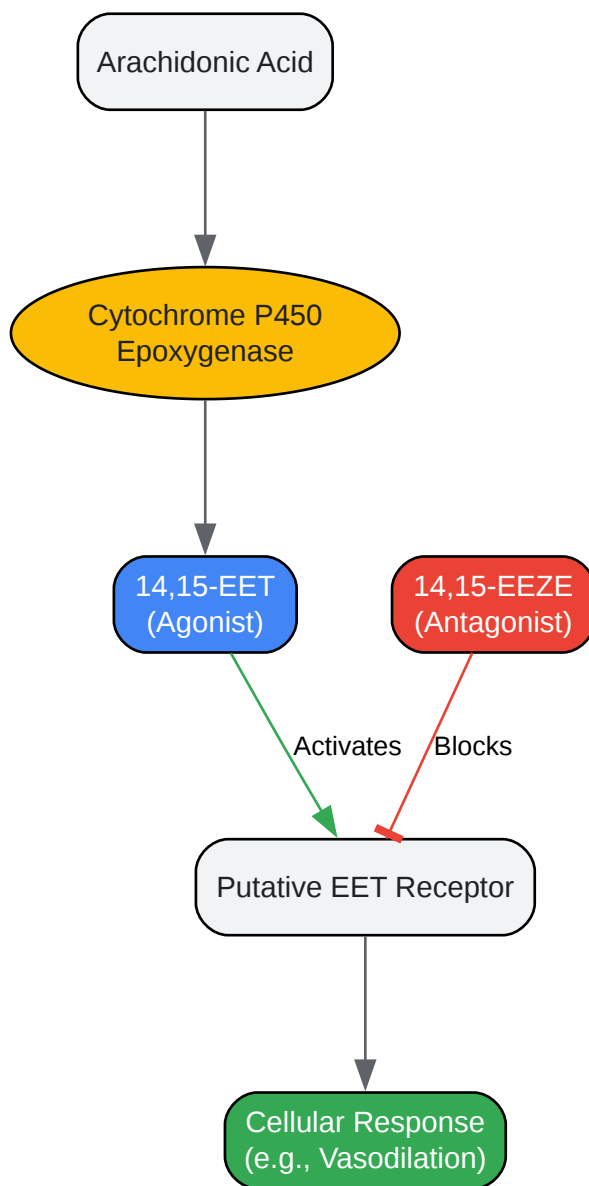 Arachidonic Acid
Cytochrome P450
Epoxygenase
14,15-EET
(Agonist)
14,15-EEZE
(Antagonist)
Activates
Blocks
Putative EET Receptor
Cellular Response
(e.g., Vasodilation)